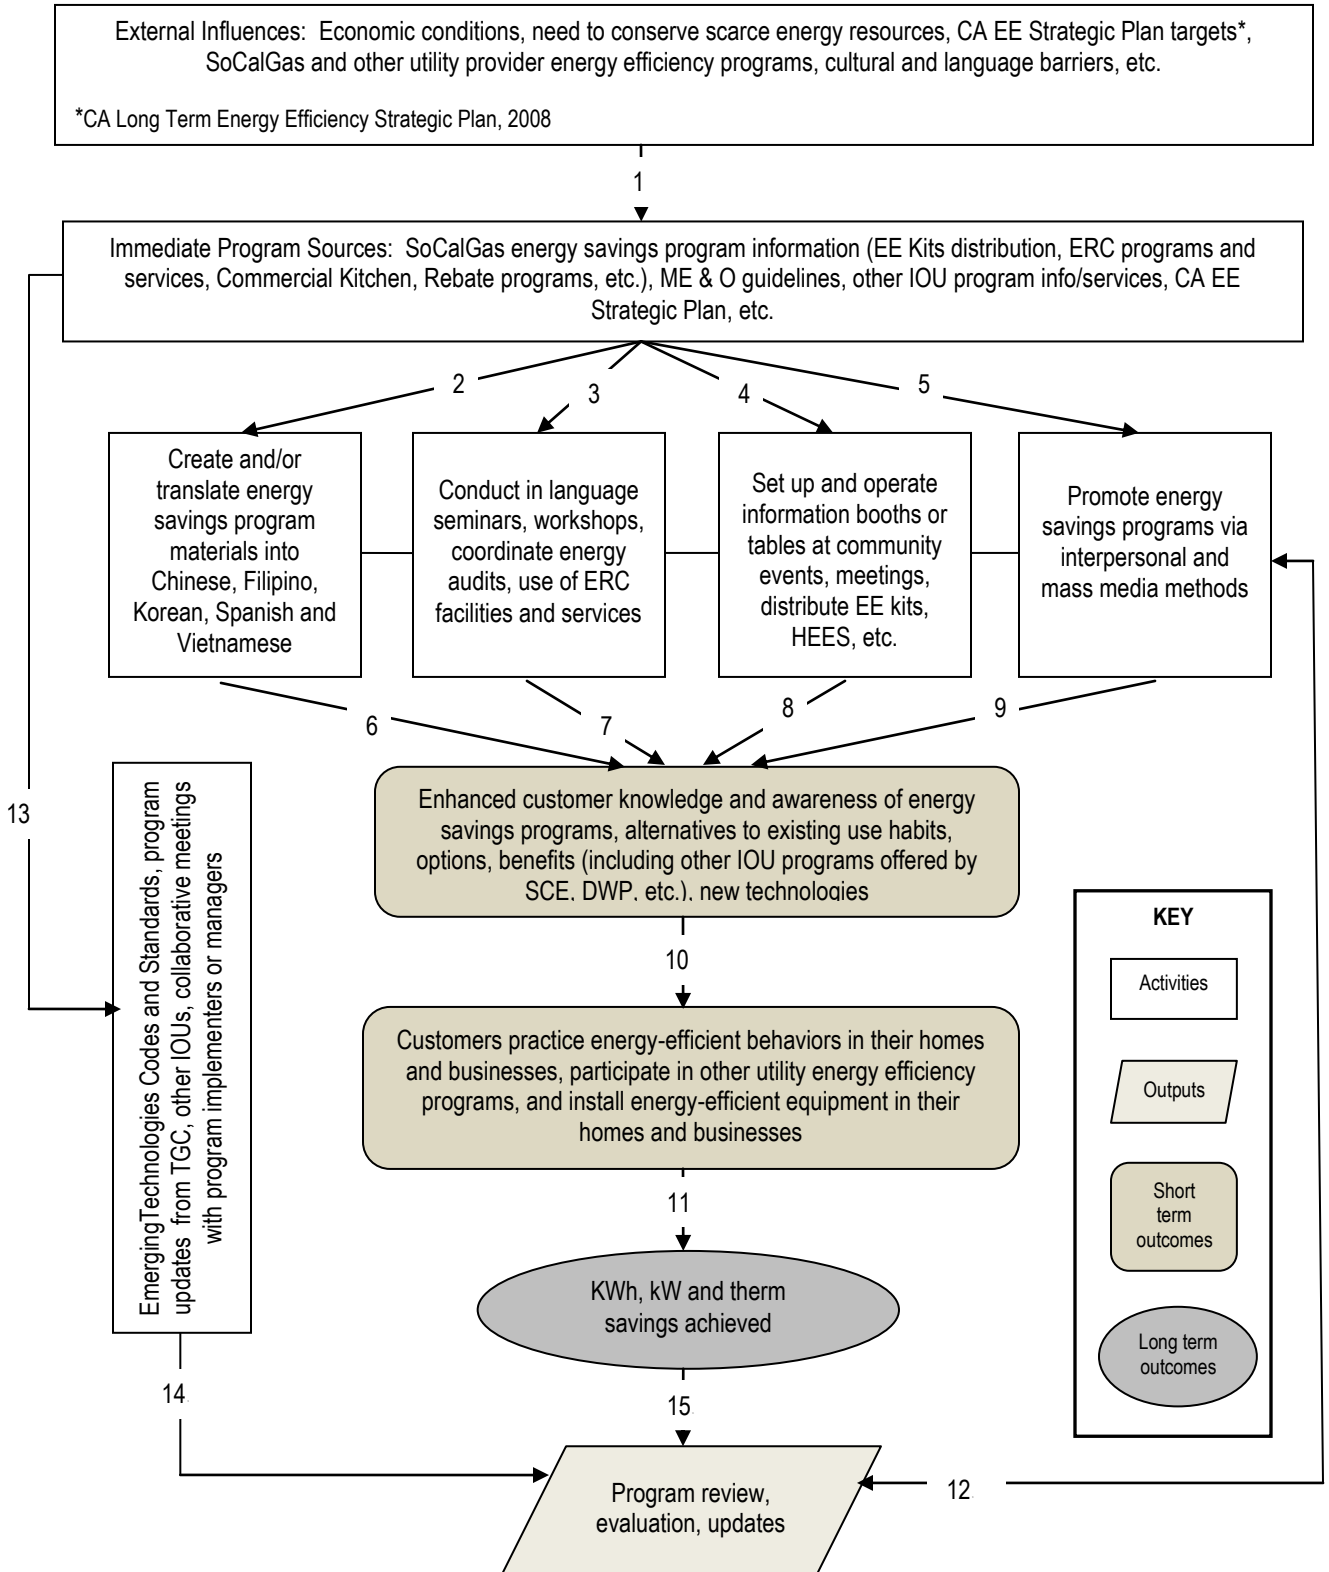 External Influences: Economic conditions, need to conserve scarce energy resources, CA EE Strategic Plan targets*,
SoCalGas and other utility provider energy efficiency programs, cultural and language barriers, etc.
*CA Long Term Energy Efficiency Strategic Plan, 2008
1
Immediate Program Sources: SoCalGas energy savings program information (EE Kits distribution, ERC programs and
services, Commercial Kitchen, Rebate programs, etc.), ME & O guidelines, other IOU program info/services, CA EE
Strategic Plan, etc.
2
3
4
5
Create and/or
translate energy
savings program
materials into
Chinese, Filipino,
Korean, Spanish and
Vietnamese
Conduct in language
seminars, workshops,
coordinate energy
audits, use of ERC
facilities and services
Set up and operate
information booths or
tables at community
events, meetings,
distribute EE kits,
HEES, etc.
Promote energy
savings programs via
interpersonal and
mass media methods
6
7
8
9
13
EmergingTechnologies Codes and Standards, program
updates from TGC, other IOUs, collaborative meetings
with program implementers or managers
Enhanced customer knowledge and awareness of energy
savings programs, alternatives to existing use habits,
options, benefits (including other IOU programs offered by
SCE, DWP, etc.), new technologies
10
Customers practice energy-efficient behaviors in their homes
and businesses, participate in other utility energy efficiency
programs, and install energy-efficient equipment in their
homes and businesses
11
KWh, kW and therm
savings achieved
KEY
Activities
Outputs
Short
term
outcomes
Long term
outcomes
14
15
12
Program review,
evaluation, updates